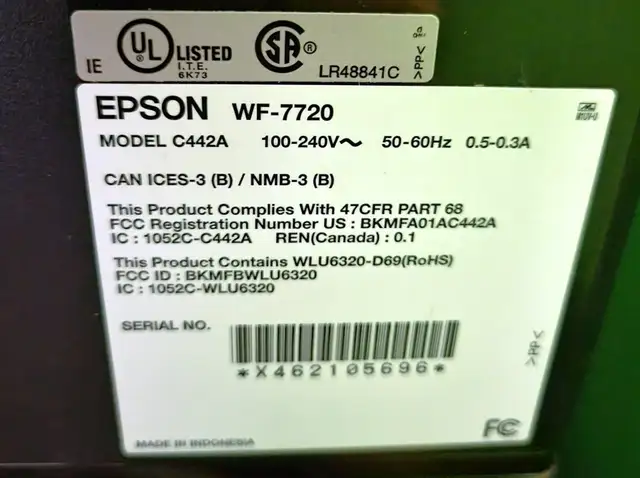 UL® LISTED
I.T.E.
6K73
IE
SA®
LR48841C
>PP<
EPSON WF-7720
MODEL C442A 100-240V～ 50-60Hz 0.5-0.3A
CAN ICES-3 (B) / NMB-3 (B)
This Product Complies With 47CFR PART 68
FCC Registration Number US : BKMFA01AC442A
IC : 1052C-C442A REN(Canada) : 0.1
This Product Contains WLU6320-D69(RoHS)
FCC ID : BKMFBWLU6320
IC : 1052C-WLU6320
SERIAL NO.
*X462105696*
>PP<
MADE IN INDONESIA
FC